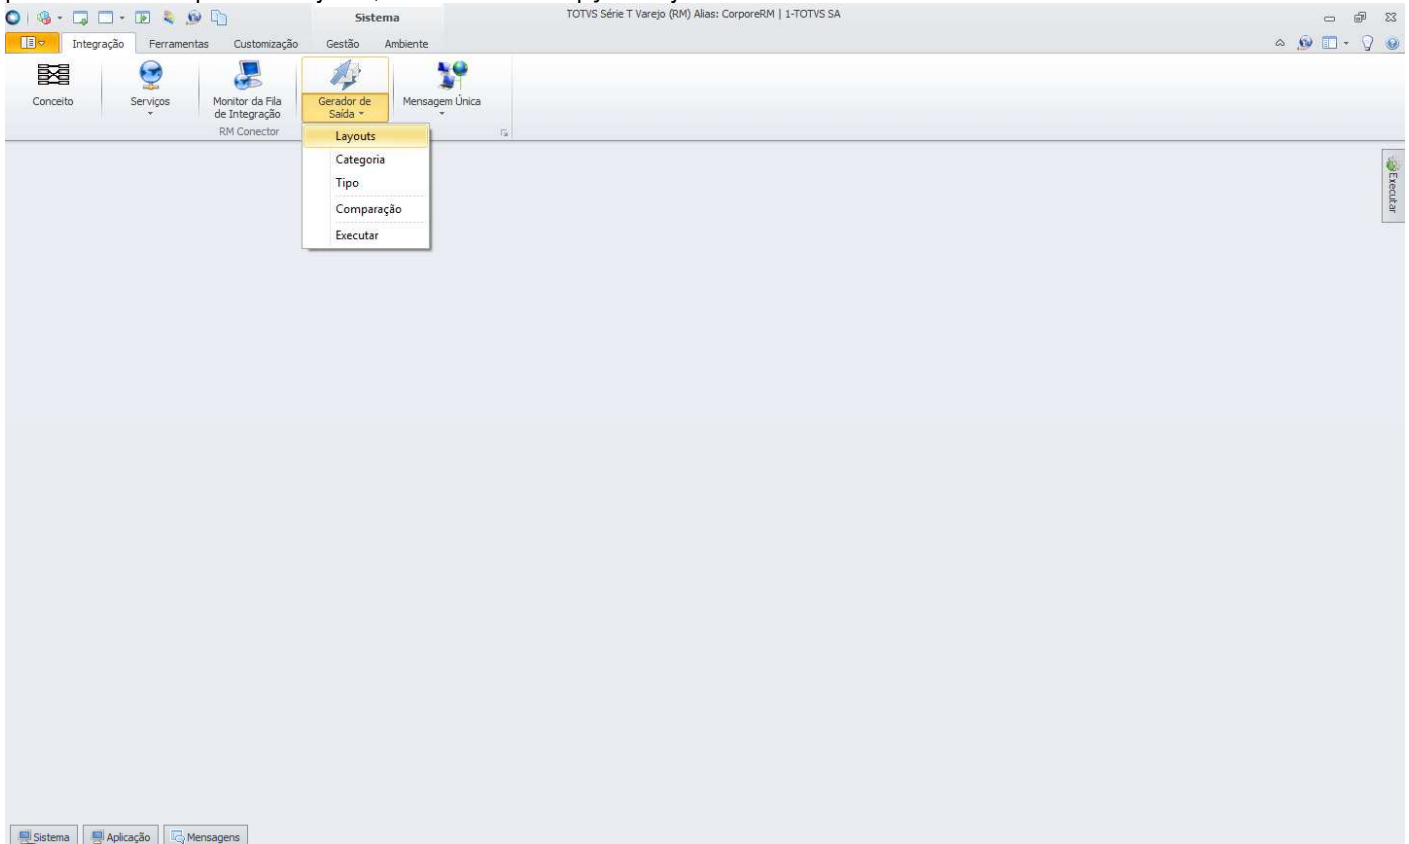 Sistema
TOTVS Série T Varejo (RM) Alias: CorporeRM | 1-TOTVS SA
Integração Ferramentas Customização Gestão Ambiente
Conceito
Serviços
Monitor da Fila
de Integração
Gerador de
Saída
Mensagem Única
RM Conector
Layouts
Categoria
Tipo
Comparação
Executar
Executar
Sistema Aplicação Mensagens